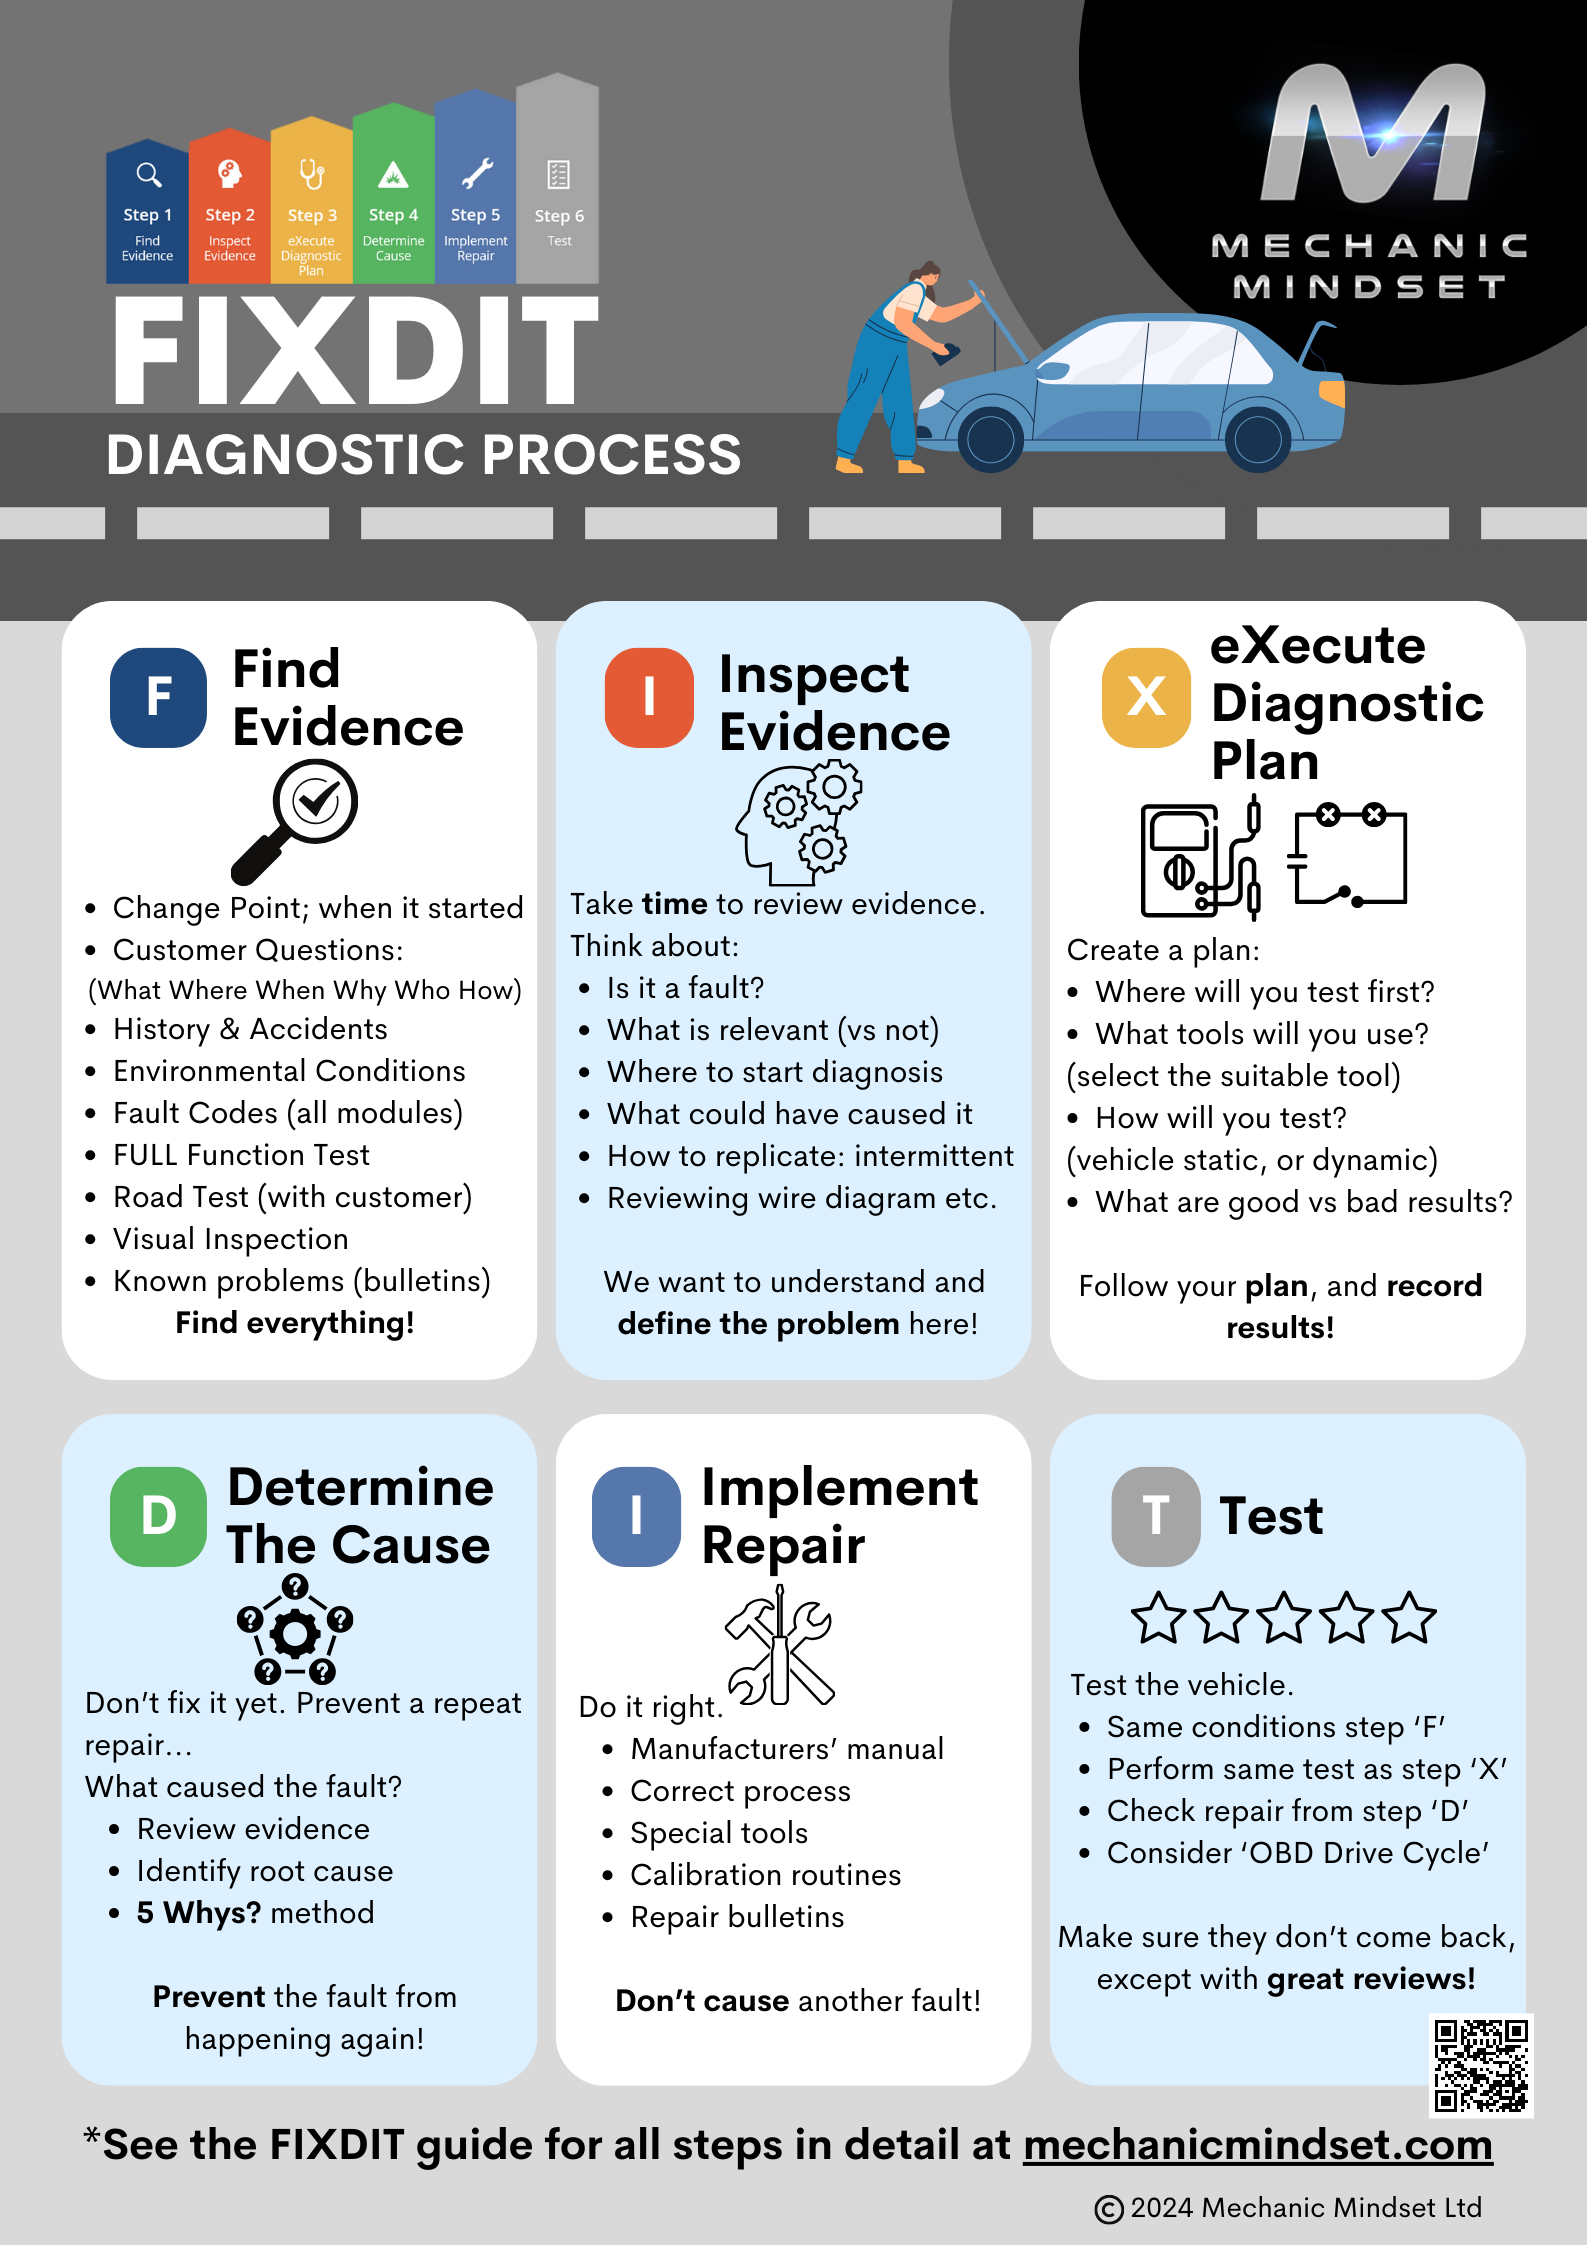 Step 1
Step 2
Step 3
Step 4
Step 5
Step 6
Find
Evidence
Inspect
Evidence
eXecute
Diagnostic
Plan
Determine
Cause
Implement
Repair
Test
FIXDIT
DIAGNOSTIC PROCESS
M
MECHANIC
MINDSET
F
Find
Evidence
• Change Point; when it started
• Customer Questions:
(What Where When Why Who How)
• History & Accidents
• Environmental Conditions
• Fault Codes (all modules)
• FULL Function Test
• Road Test (with customer)
• Visual Inspection
• Known problems (bulletins)
Find everything!
I
Inspect
Evidence
Take time to review evidence.
Think about:
• Is it a fault?
• What is relevant (vs not)
• Where to start diagnosis
• What could have caused it
• How to replicate: intermittent
• Reviewing wire diagram etc.
We want to understand and
define the problem here!
X
eXecute
Diagnostic
Plan
Create a plan:
• Where will you test first?
• What tools will you use?
(select the suitable tool)
• How will you test?
(vehicle static, or dynamic)
• What are good vs bad results?
Follow your plan, and record
results!
D
Determine
The Cause
Don’t fix it yet. Prevent a repeat
repair...
What caused the fault?
• Review evidence
• Identify root cause
• 5 Whys? method
Prevent the fault from
happening again!
I
Implement
Repair
Do it right.
• Manufacturers’ manual
• Correct process
• Special tools
• Calibration routines
• Repair bulletins
Don’t cause another fault!
T
Test
Test the vehicle.
• Same conditions step ‘F’
• Perform same test as step ‘X’
• Check repair from step ‘D’
• Consider ‘OBD Drive Cycle’
Make sure they don’t come back,
except with great reviews!
*See the FIXDIT guide for all steps in detail at mechanicmindset.com
© 2024 Mechanic Mindset Ltd